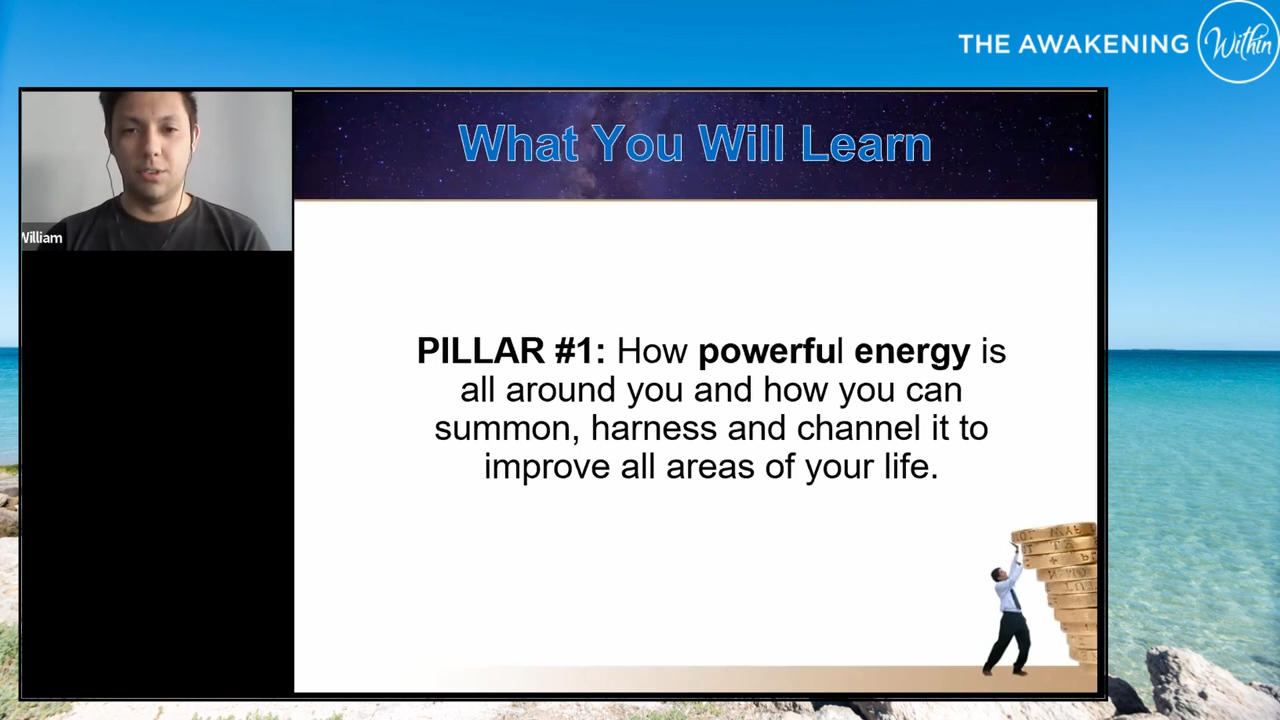 THE AWAKENING Within
William
What You Will Learn
PILLAR #1: How powerful energy is
all around you and how you can
summon, harness and channel it to
improve all areas of your life.